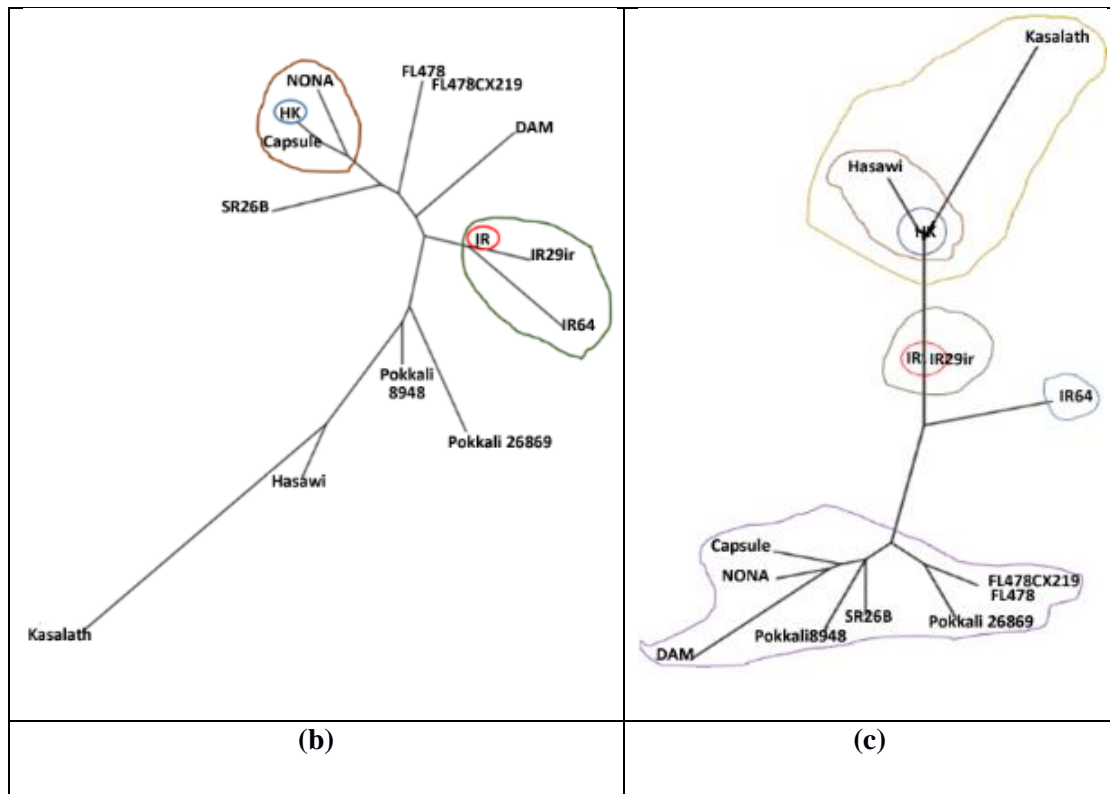 NONA
FL478
FL478CX219
HK
Capsule
DAM
SR26B
IR
IR29ir
IR64
Pokkali
8948
Pokkali 26869
Hasawi
Kasalath
(b)
Kasalath
Hasawi
HK
IR IR29ir
IR64
Capsule
NONA
FL478CX219
FL478
SR26B
Pokkali 26869
Pokkali8948
DAM
(c)